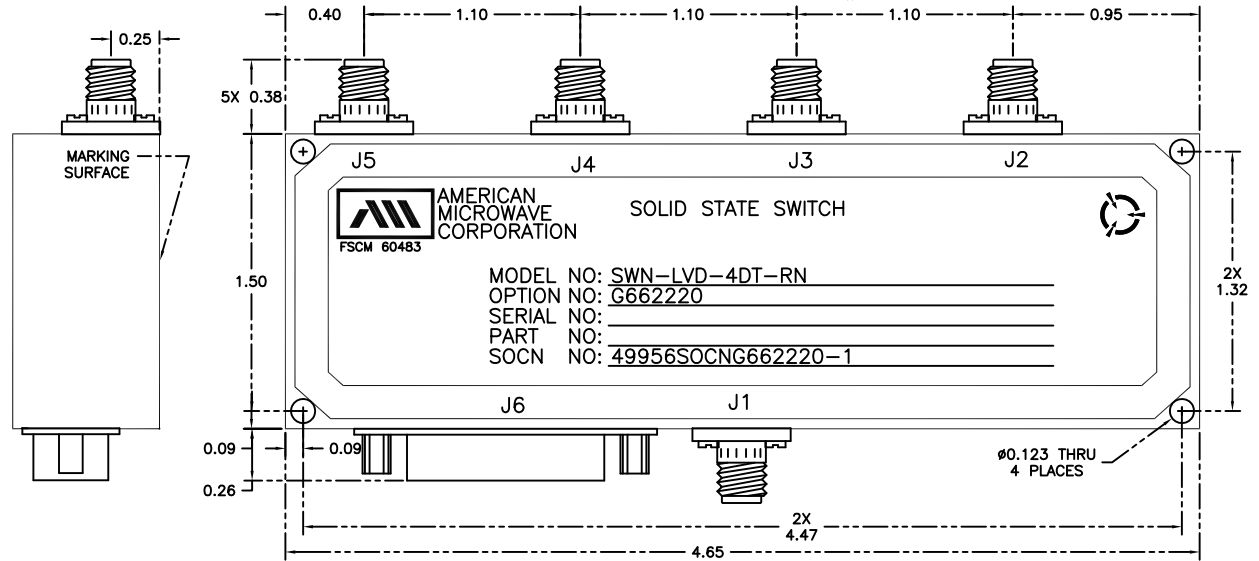 0.40 1.10 1.10 1.10 0.95
0.25
5X 0.38
MARKING
SURFACE
J5 J4 J3 J2
AMERICAN
MICROWAVE
CORPORATION
FSCM 60483
SOLID STATE SWITCH
MODEL NO: SWN-LVD-4DT-RN
OPTION NO: G662220
SERIAL NO:
PART NO:
SOCN NO: 49956SOCNG662220-1
1.50
2X
1.32
J6 J1
0.09 0.09
0.26
ø0.123 THRU
4 PLACES
2X
4.47
4.65